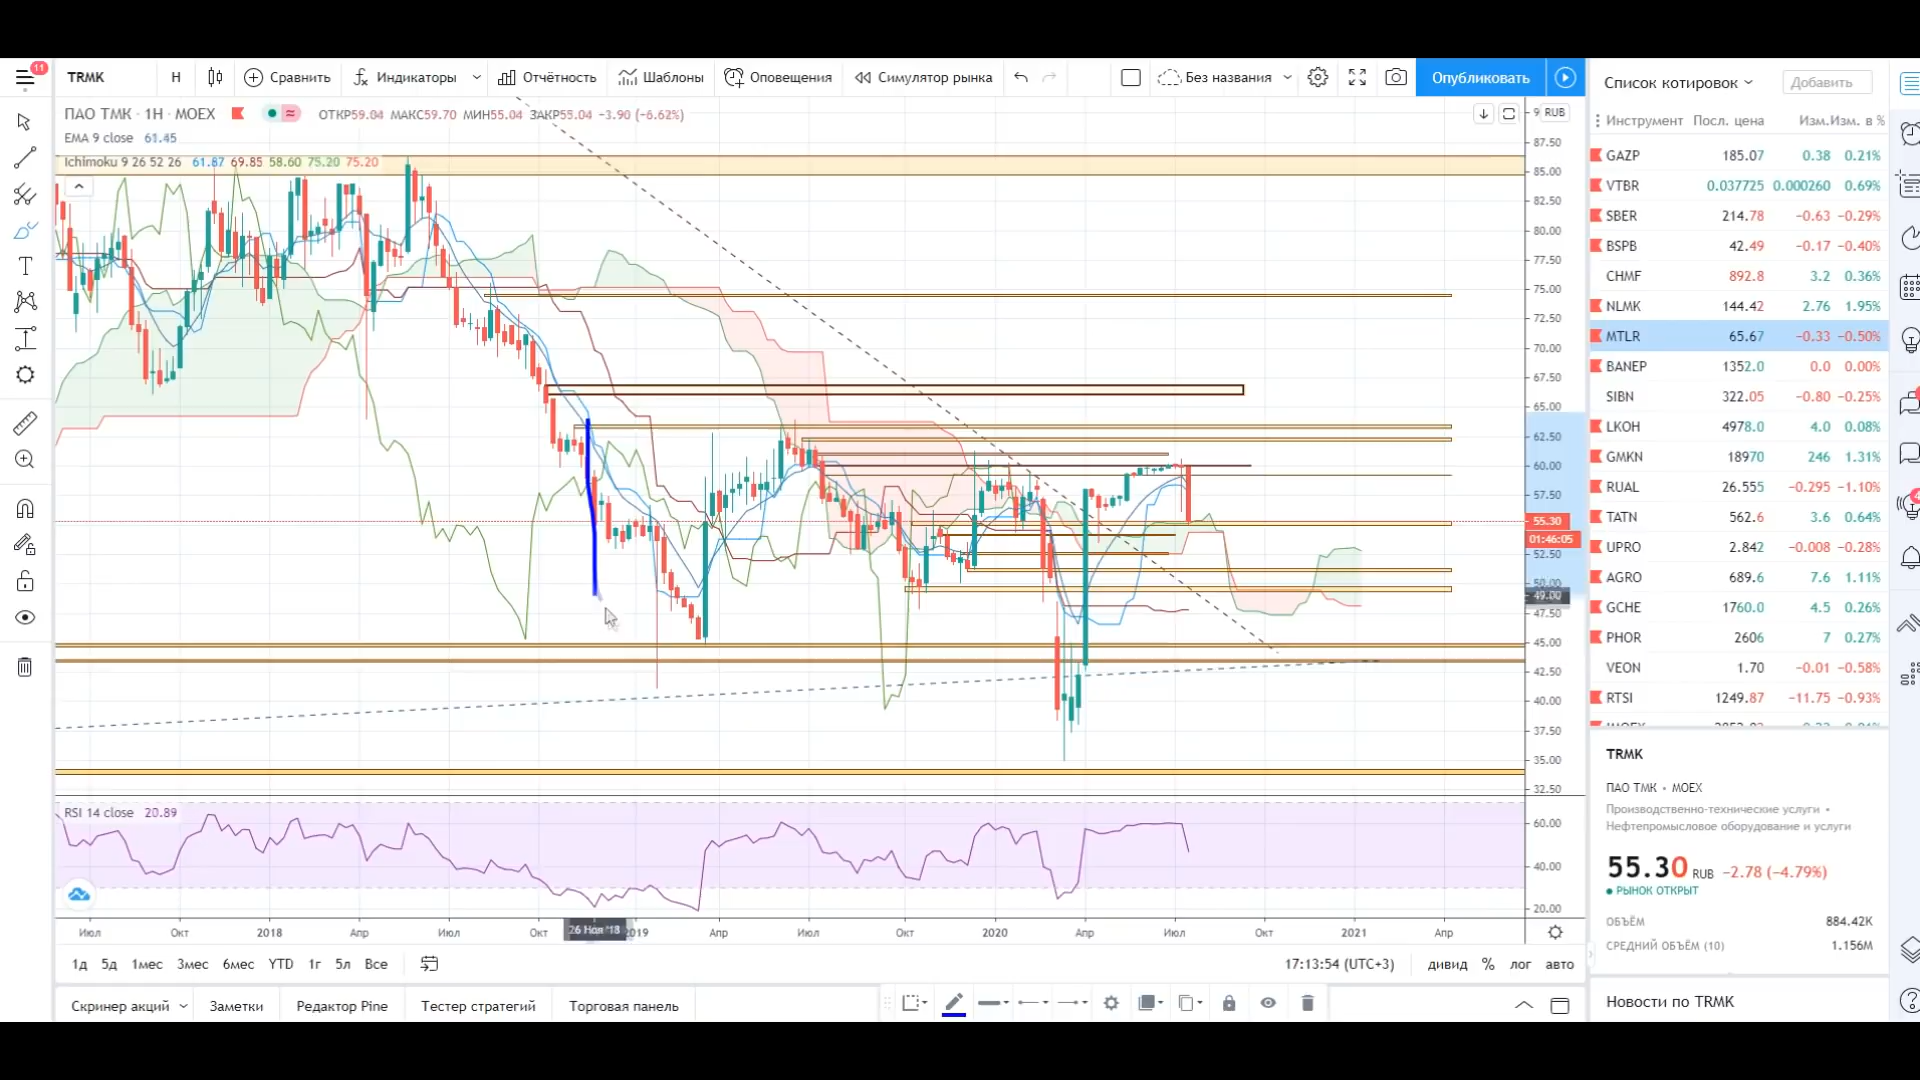 11
TRMK
Н
Сравнить
Индикаторы
Отчётность
Шаблоны
Оповещения
Симулятор рынка
Без названия
Опубликовать
ПАО ТМК · 1Н · MOEX
ОТКР59.04 МАКС59.70 МИН55.04 ЗАКР55.04 −3.90 (−6.62%)
EMA 9 close 61.45
Ichimoku 9 26 52 26 61.87 69.85 58.60 75.20 75.20
RUB
87.50
85.00
82.50
80.00
77.50
75.00
72.50
70.00
67.50
65.00
62.50
60.00
57.50
55.30
01:46:05
52.50
50.00
49.00
47.50
45.00
42.50
40.00
37.50
35.00
32.50
RSI 14 close 20.89
60.00
40.00
20.00
Июл Окт 2018 Апр Июл Окт 26 Ноя '18 2019 Апр Июл Окт 2020 Апр Июл Окт 2021 Апр
1д 5д 1мес 3мес 6мес YTD 1г 5л Все
17:13:54 (UTC+3) дивид % лог авто
Скринер акций Заметки Редактор Pine Тестер стратегий Торговая панель
Список котировок Добавить
Инструмент Посл. цена Изм. Изм. в %
GAZP 185.07 0.38 0.21%
VTBR 0.037725 0.000260 0.69%
SBER 214.78 −0.63 −0.29%
BSPB 42.49 −0.17 −0.40%
CHMF 892.8 3.2 0.36%
NLMK 144.42 2.76 1.95%
MTLR 65.67 −0.33 −0.50%
BANEP 1352.0 0.0 0.00%
SIBN 322.05 −0.80 −0.25%
LKOH 4978.0 4.0 0.08%
GMKN 18970 246 1.31%
RUAL 26.555 −0.295 −1.10%
TATN 562.6 3.6 0.64%
UPRO 2.842 −0.008 −0.28%
AGRO 689.6 7.6 1.11%
GCHE 1760.0 4.5 0.26%
PHOR 2606 7 0.27%
VEON 1.70 −0.01 −0.58%
RTSI 1249.87 −11.75 −0.93%
TRMK
ПАО ТМК • MOEX
Производственно-технические услуги •
Нефтепромысловое оборудование и услуги
55.30 RUB −2.78 (−4.79%)
РЫНОК ОТКРЫТ
ОБЪЁМ 884.42K
СРЕДНИЙ ОБЪЁМ (10) 1.156M
Новости по TRMK